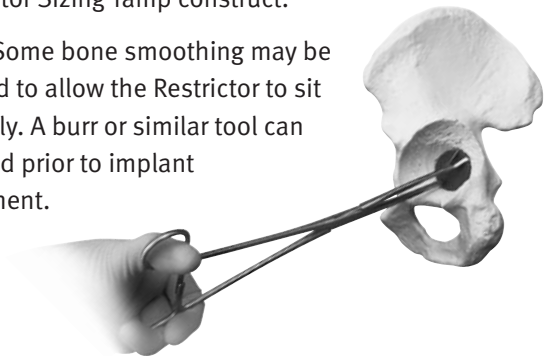 tor Sizing Tamp construct.
Some bone smoothing may be
d to allow the Restrictor to sit
ly. A burr or similar tool can
d prior to implant
ment.